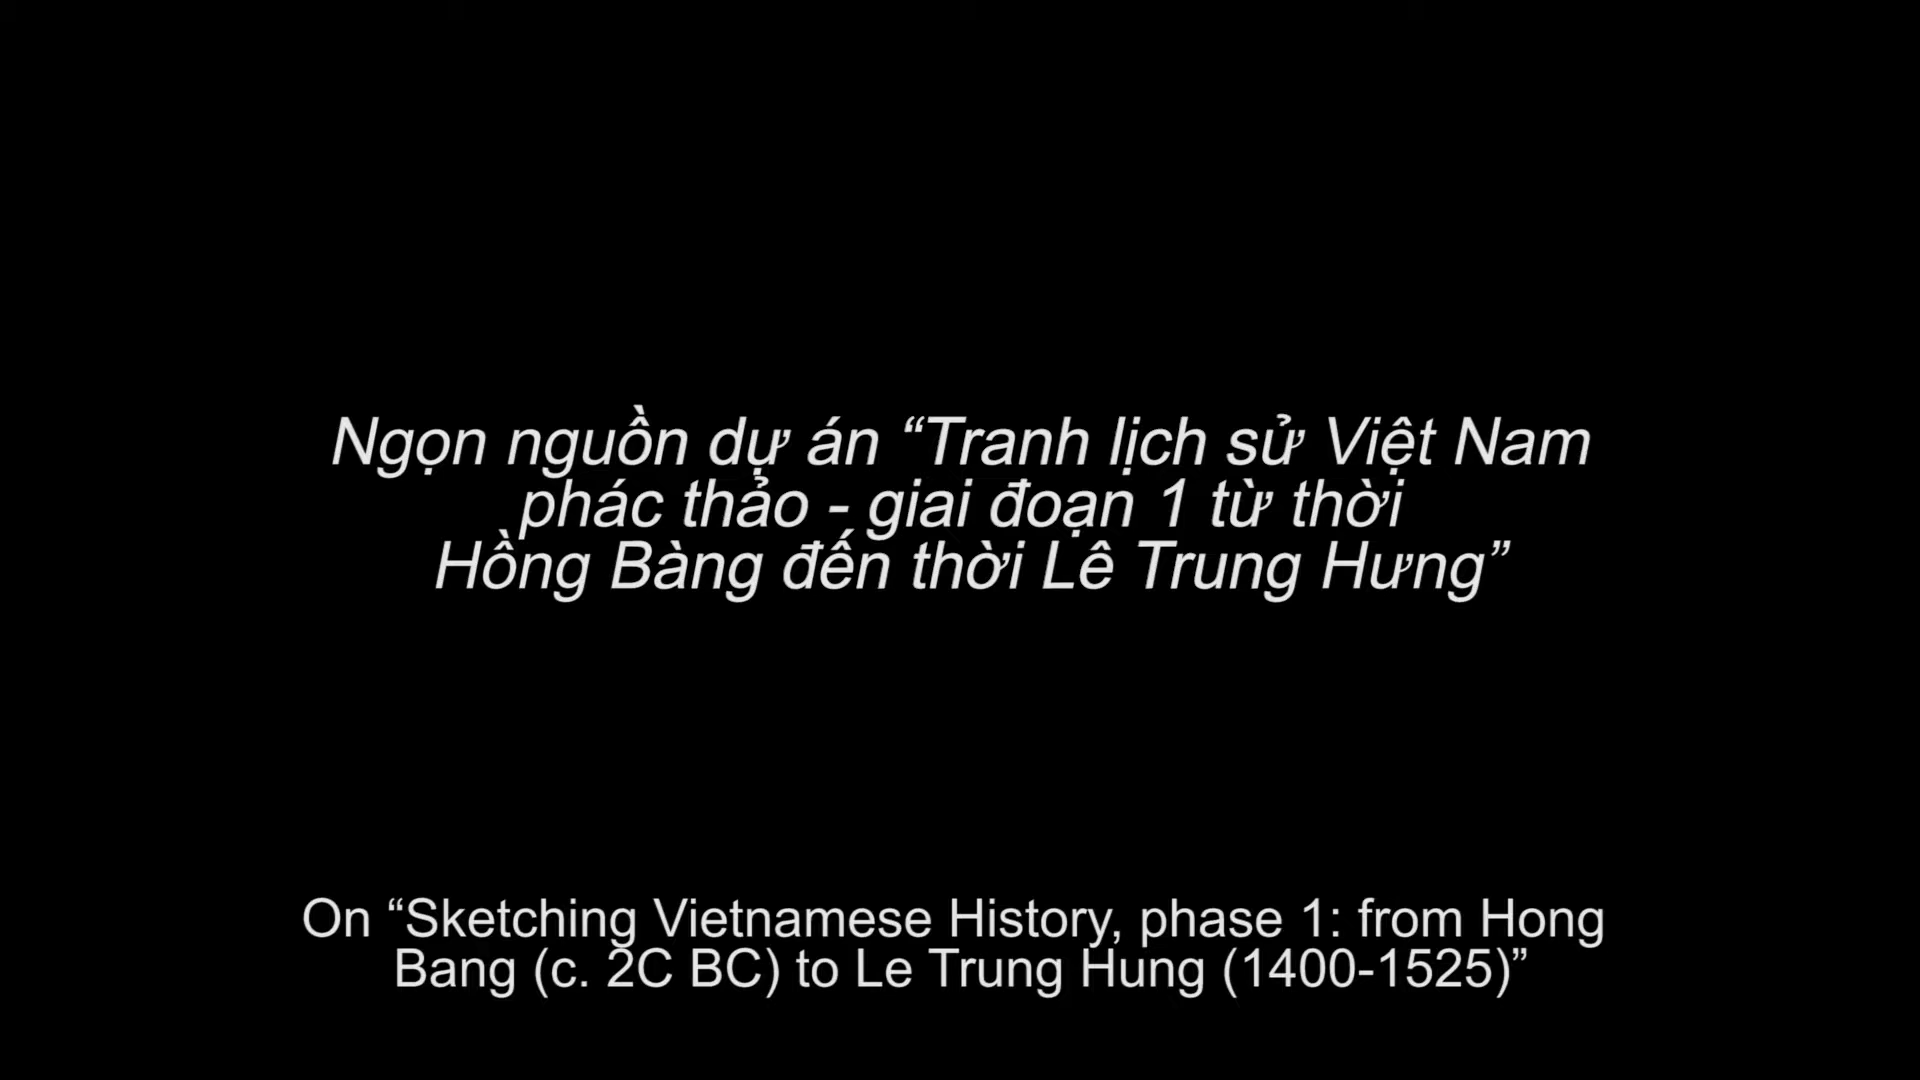 Ngọn nguồn dự án “Tranh lịch sử Việt Nam
phác thảo - giai đoạn 1 từ thời
Hồng Bàng đến thời Lê Trung Hưng”
On “Sketching Vietnamese History, phase 1: from Hong
Bang (c. 2C BC) to Le Trung Hung (1400-1525)”